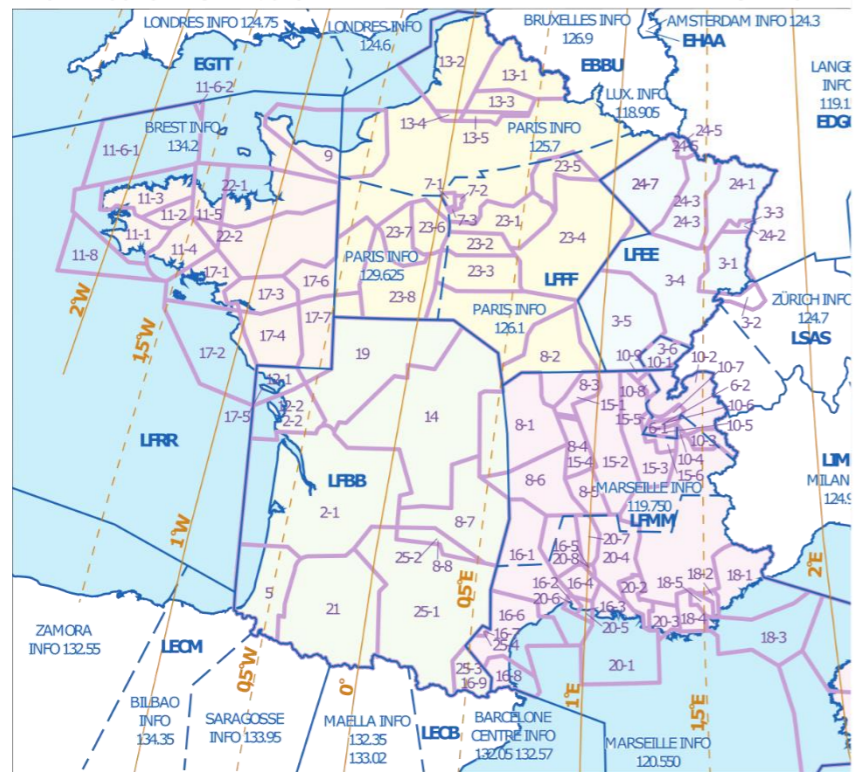 LONDRES INFO 124.75
LONDRES INFO
124.6
BRUXELLES INFO
126.9
AMSTERDAM INFO 124.3
EHAA
EGTT
EBBU
LANGE
INFO
119.1
EDG
LUX. INFO
118.905
11-6-2
BREST INFO
134.2
11-6-1
13-2
13-1
13-3
13-4
13-5
PARIS INFO
125.7
9
24-5
24-6
24-7
24-1
24-3
24-3
3-3
24-2
23-5
7-1
7-2
7-3
23-1
22-1
11-3
11-2
11-5
11-1
22-2
11-4
11-8
17-1
23-7
23-6
23-2
23-4
23-3
23-8
PARIS INFO
129.625
LFFF
LFEE
PARIS INFO
126.1
3-4
3-1
3-2
3-5
ZÜRICH INFO
124.7
LSAS
2°W
1.5°W
17-6
17-3
17-7
17-4
17-2
19
8-2
3-6
10-9
10-1
10-2
10-7
6-2
10-6
10-5
10-8
8-3
15-1
15-5
6-1
10-3
10-4
15-6
15-3
12-1
17-5
12-2
2-2
14
8-1
8-4
15-4
15-2
8-6
8-5
LFRR
LFBB
LIM
MILAN
124.9
MARSEILLE INFO
119.750
LFMM
1°W
2-1
8-7
25-2
8-8
16-1
16-5
20-8
20-7
20-4
16-2
16-4
20-6
16-3
20-2
18-5
18-2
18-1
20-5
20-3
18-4
18-3
20-1
5
21
25-1
0.5°E
16-6
16-7
25-4
25-3
16-9
16-8
2°E
1.5°E
1°E
0°
0.5°W
ZAMORA
INFO 132.55
LECM
BILBAO
INFO
134.35
SARAGOSSE
INFO 133.95
MAELLA INFO
132.35
133.02
LECB
BARCELONE
CENTRE INFO
132.05 132.57
MARSEILLE INFO
120.550